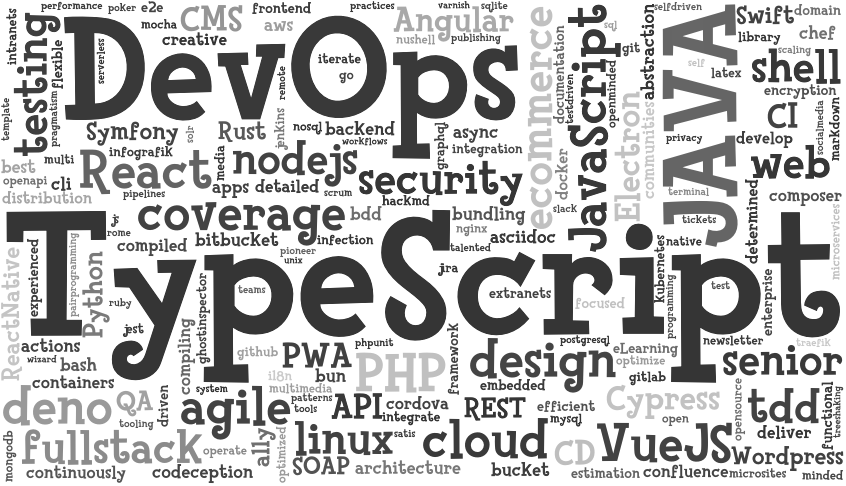 performance
poker
e2e
frontend
practices
varnish
sqlite
selfdriven
Swift
domain
intranets
testing
flexible
mocha
CMS
aws
Angular
nushell
publishing
ecommerce
documentation
JavaScript
sql
git
abstraction
JAVA
library
chef
creative
DevOps
serverless
iterate
go
remote
testdriven
openminded
self
latex
scaling
shell
encryption
template
pragmatism
Symfony
solr
Rust
jenkins
nosql
backend
workflows
graphql
async
integration
docker
Electron
communities
privacy
CI
develop
socialmedia
markdown
best
multi
infografik
React
media
nodejs
security
web
openapi
cli
pipelines
apps
detailed
scrum
hackmd
slack
terminal
composer
distribution
coverage
bdd
bundling
nginx
tickets
determined
TypeScript
js
rome
compiled
bitbucket
infection
pioneer
unix
talented
asciidoc
native
kubernetes
microservices
ReactNative
experienced
pairprogramming
Python
ruby
jest
ghostinspector
teams
jra
extranets
focused
programming
test
enterprise
actions
wizard
bash
containers
compiling
github
PWA
phpunit
PHP
framework
design
postgresql
eLearning
optimize
newsletter
traefik
senior
i18n
bun
multimedia
embedded
gitlab
deno
QA
tooling
driven
agile
system
patterns
tools
API
cordova
integrate
REST
efficient
mysql
Cypress
open
opensource
tdd
functional
treeshaking
mongodb
fullstack
operate
a11y
optimized
linux
satis
cloud
CD
VueJS
deliver
Wordpress
continuously
codeception
SOAP
architecture
bucket
estimation
confluence
microsites
minded